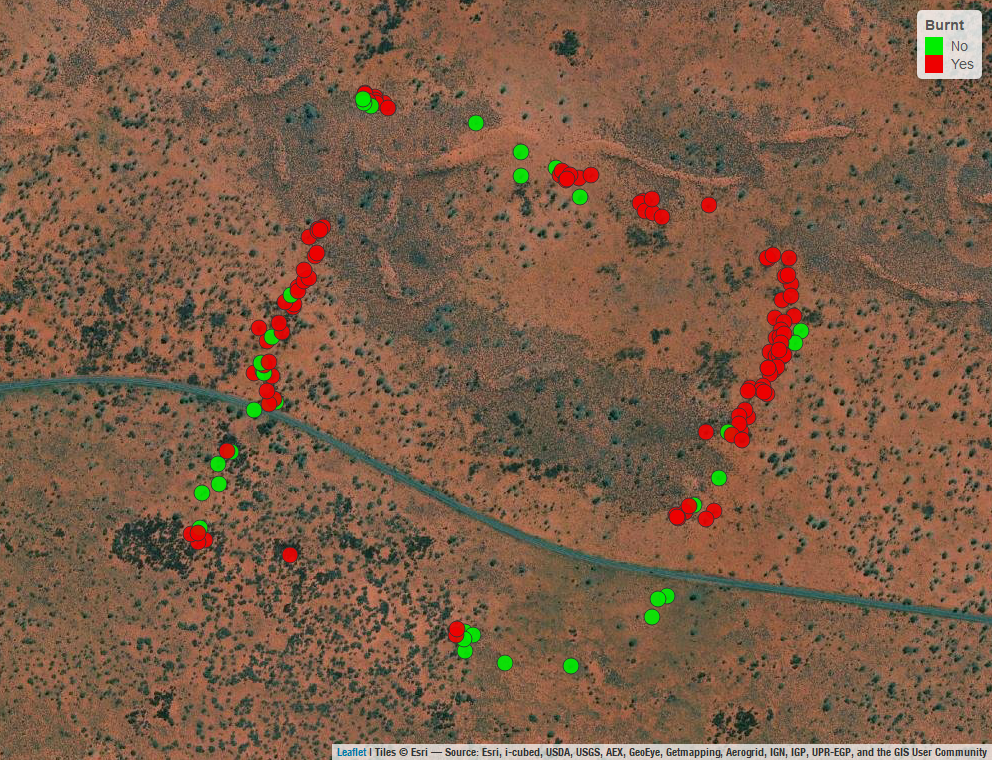 Burnt
No
Yes
Leaflet | Tiles © Esri — Source: Esri, i-cubed, USDA, USGS, AEX, GeoEye, Getmapping, Aerogrid, IGN, IGP, UPR-EGP, and the GIS User Community